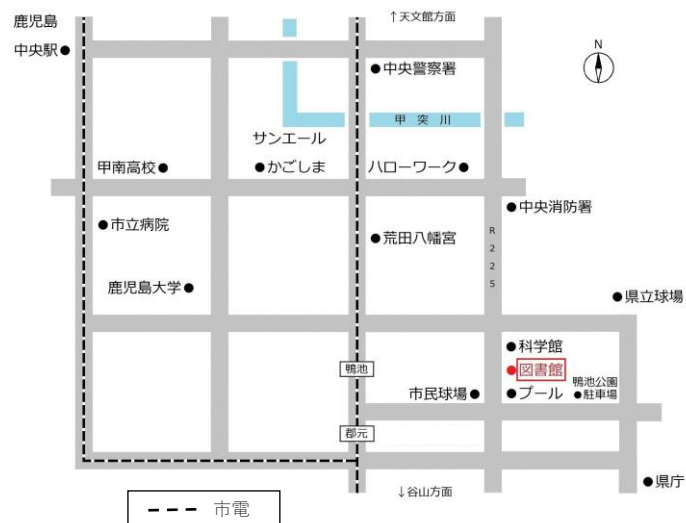 鹿児島
中央駅●
↑天文館方面
N
●中央警察署
甲突川
サンエール
●かごしま
甲南高校●
ハローワーク●
●中央消防署
●市立病院
●荒田八幡宮
R225
鹿児島大学●
●県立球場
●科学館
●図書館
鴨池
市民球場●
●プール
鴨池公園
●駐車場
郡元
●県庁
↓谷山方面
市電